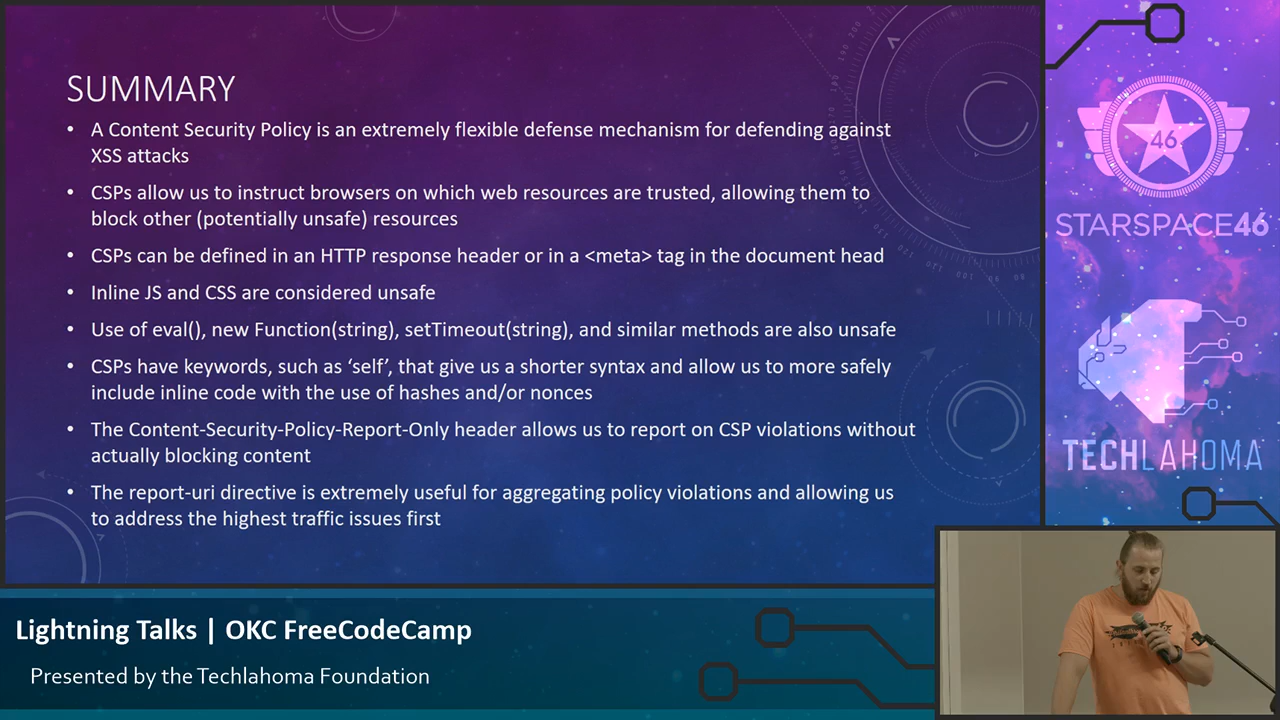 SUMMARY
• A Content Security Policy is an extremely flexible defense mechanism for defending against
XSS attacks
• CSPs allow us to instruct browsers on which web resources are trusted, allowing them to
block other (potentially unsafe) resources
• CSPs can be defined in an HTTP response header or in a <meta> tag in the document head
• Inline JS and CSS are considered unsafe
• Use of eval(), new Function(string), setTimeout(string), and similar methods are also unsafe
• CSPs have keywords, such as ‘self’, that give us a shorter syntax and allow us to more safely
include inline code with the use of hashes and/or nonces
• The Content-Security-Policy-Report-Only header allows us to report on CSP violations without
actually blocking content
• The report-uri directive is extremely useful for aggregating policy violations and allowing us
to address the highest traffic issues first
46
STARSPACE46
TECHLAHOMA
Lightning Talks | OKC FreeCodeCamp
Presented by the Techlahoma Foundation